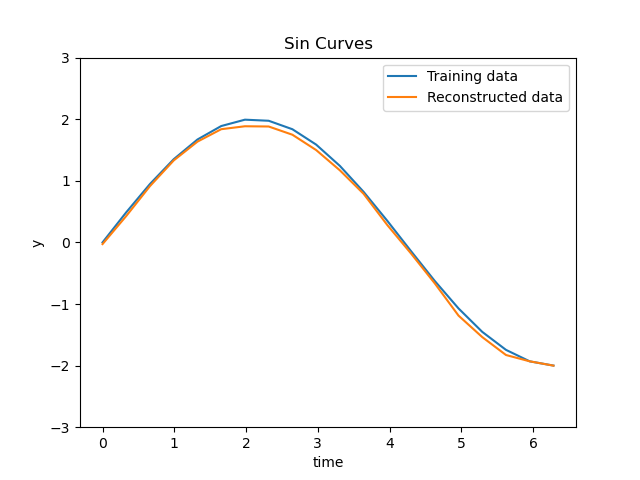 Sin Curves
Training data
Reconstructed data
3
2
1
0
−1
−2
−3
y
0 1 2 3 4 5 6
time